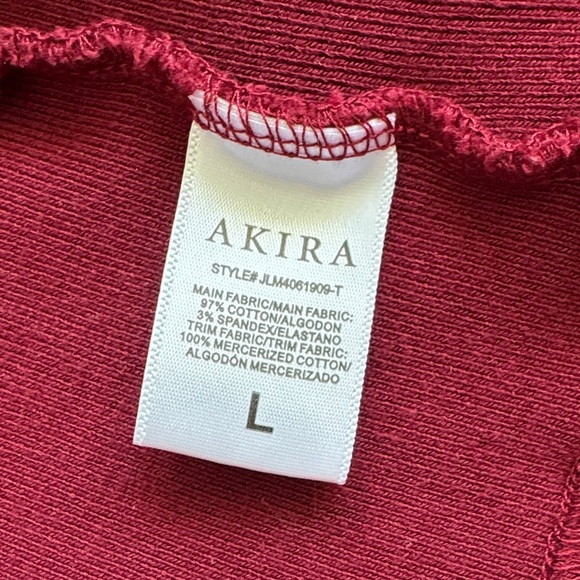 AKIRA
STYLE# JLM4061909-T
MAIN FABRIC/MAIN FABRIC:
97% COTTON/ALGODON
3% SPANDEX/ELASTANO
TRIM FABRIC/TRIM FABRIC:
100% MERCERIZED COTTON/
ALGODÓN MERCERIZADO
L